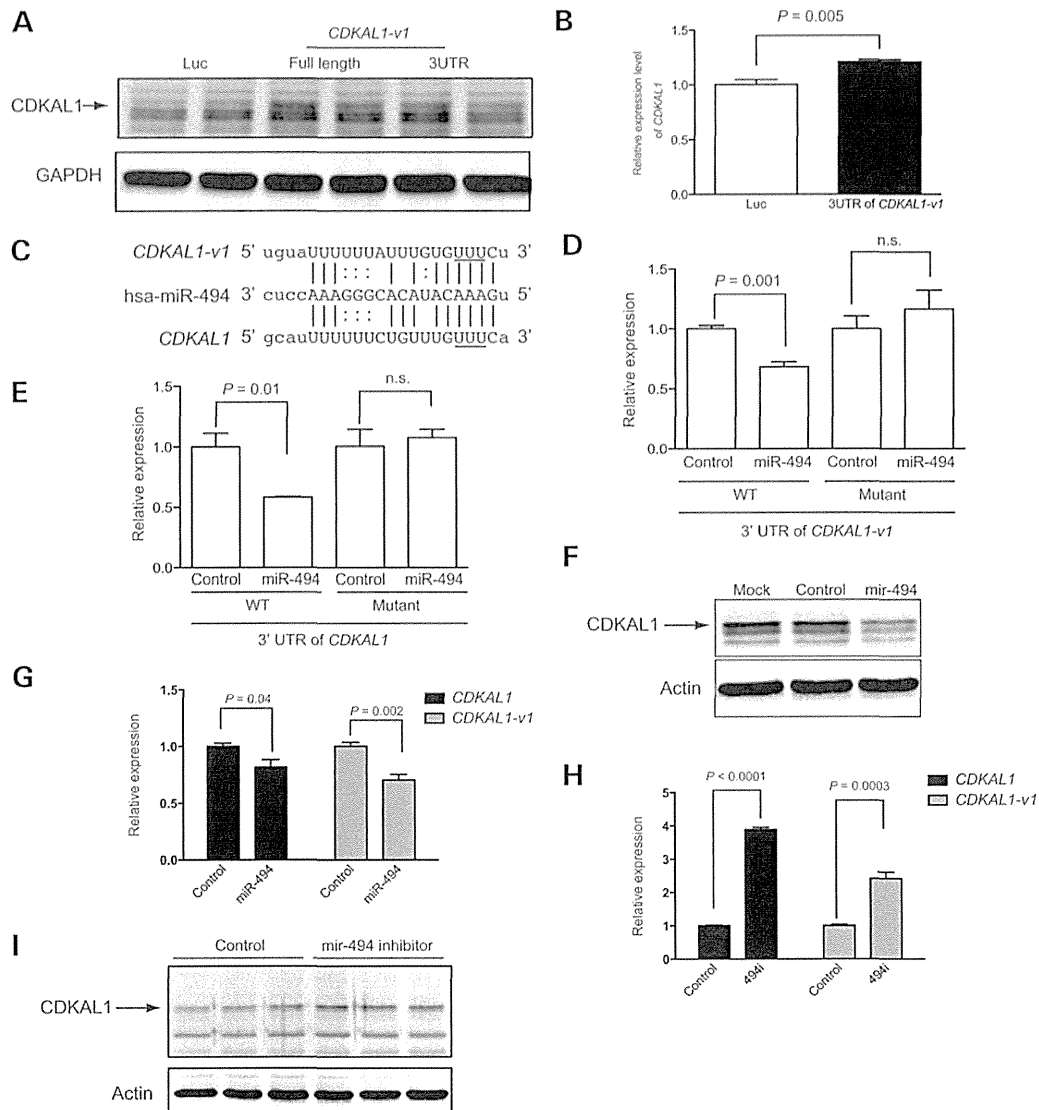 A
CDKAL1-v1
Luc Full length 3UTR
CDKAL1
GAPDH
B
P = 0.005
Relative expression level
of CDKAL1
1.5
1.0
0.5
0.0
Luc 3UTR of CDKAL1-v1
C
CDKAL1-v1 5' uguaUUUUUUAUUUGUGUUUCu 3'
hsa-miR-494 3' cuccAAAGGGCACAUACAAAGu 5'
CDKAL1 5' gcauUUUUUUCUGUUUGUUUCa 3'
D
n.s.
P = 0.001
Relative expression
1.5
1.0
0.5
0.0
Control miR-494 Control miR-494
WT Mutant
3' UTR of CDKAL1-v1
E
n.s.
P = 0.01
Relative expression
1.5
1.0
0.5
0.0
Control miR-494 Control miR-494
WT Mutant
3' UTR of CDKAL1
F
Mock Control mir-494
CDKAL1
Actin
G
P = 0.04
P = 0.002
CDKAL1
CDKAL1-v1
Relative expression
1.5
1.0
0.5
0.0
Control miR-494 Control miR-494
H
P < 0.0001
P = 0.0003
CDKAL1
CDKAL1-v1
Relative expression
5
4
3
2
1
0
Control 494i Control 494i
I
Control mir-494 inhibitor
CDKAL1
Actin